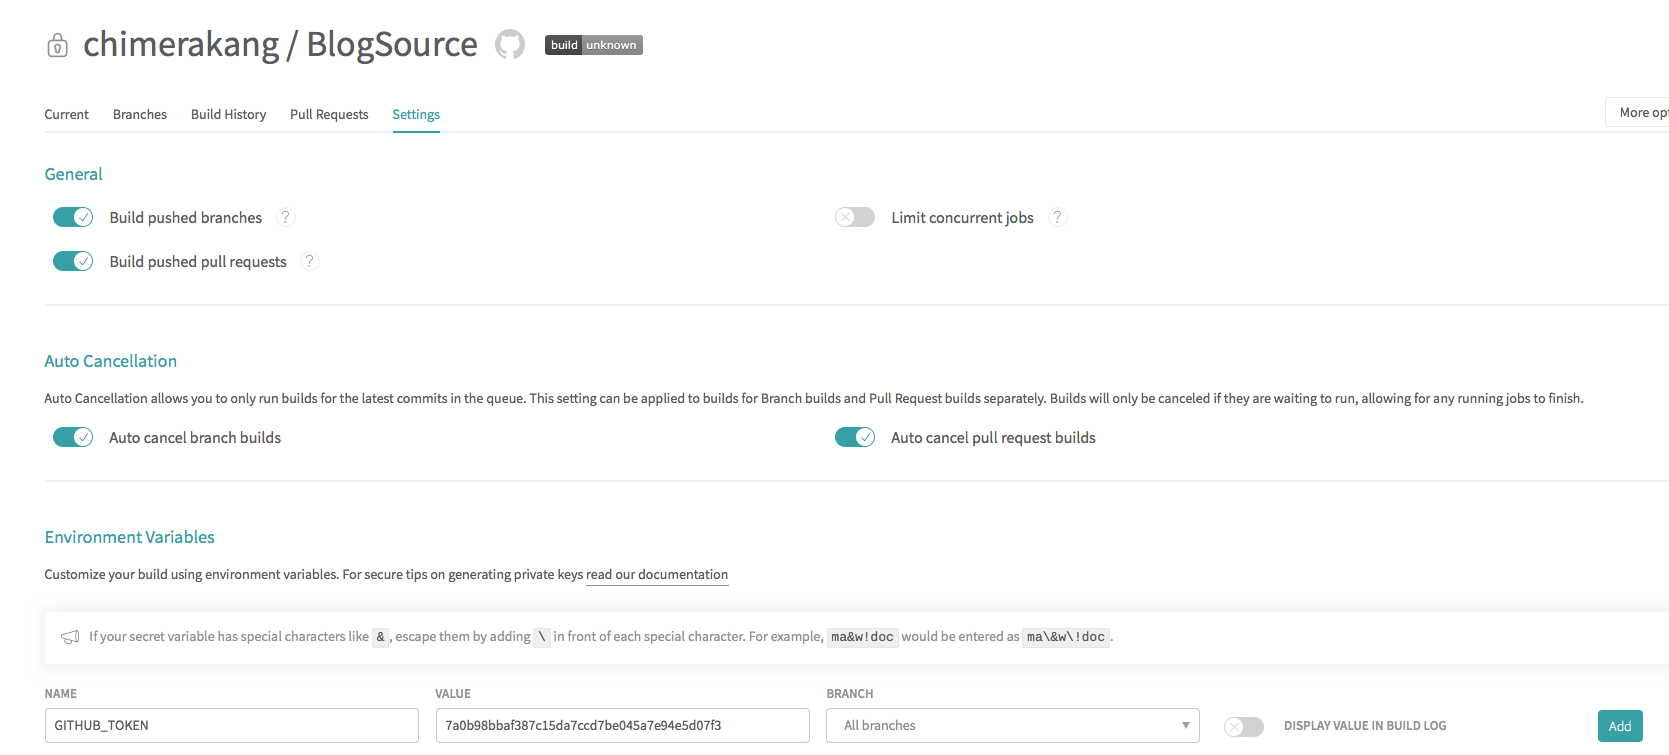 chimerakang / BlogSource build unknown
Current Branches Build History Pull Requests Settings More opt
General
Build pushed branches ? Limit concurrent jobs ?
Build pushed pull requests ?
Auto Cancellation
Auto Cancellation allows you to only run builds for the latest commits in the queue. This setting can be applied to builds for Branch builds and Pull Request builds separately. Builds will only be canceled if they are waiting to run, allowing for any running jobs to finish.
Auto cancel branch builds Auto cancel pull request builds
Environment Variables
Customize your build using environment variables. For secure tips on generating private keys read our documentation
If your secret variable has special characters like & , escape them by adding \ in front of each special character. For example, ma&w!doc would be entered as ma\&w\!doc .
NAME VALUE BRANCH
GITHUB_TOKEN 7a0b98bbaf387c15da7ccd7be045a7e94e5d07f3 All branches DISPLAY VALUE IN BUILD LOG Add